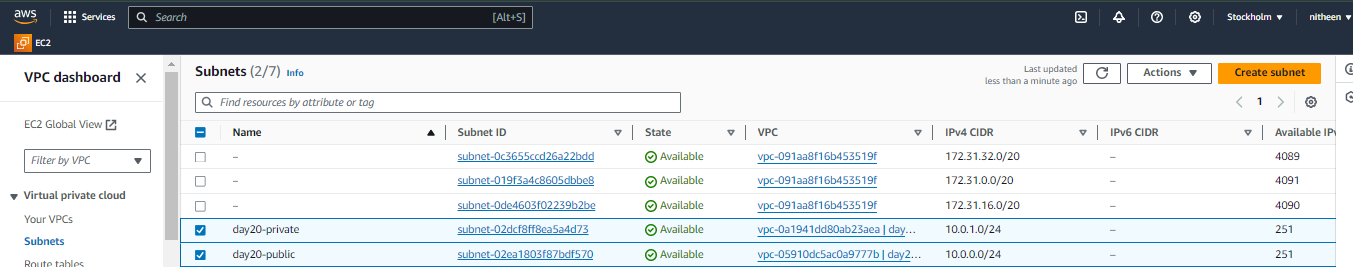 aws Services Search [Alt+S] Stockholm nitheen
EC2
VPC dashboard
Subnets (2/7) Info
Last updated
less than a minute ago
Actions
Create subnet
Find resources by attribute or tag
1
EC2 Global View
Filter by VPC
Virtual private cloud
Your VPCs
Subnets
Route tables
Name Subnet ID State VPC IPv4 CIDR IPv6 CIDR Available IPv
– subnet-0c3655ccd26a22bdd Available vpc-091aa8f16b453519f 172.31.32.0/20 – 4089
– subnet-019f3a4c8605dbbe8 Available vpc-091aa8f16b453519f 172.31.0.0/20 – 4091
– subnet-0de4603f02239b2be Available vpc-091aa8f16b453519f 172.31.16.0/20 – 4090
day20-private subnet-02dcf8ff8ea5a4d73 Available vpc-0a1941dd80ab23aea | day... 10.0.1.0/24 – 251
day20-public subnet-02ea1803f87bdf570 Available vpc-05910dc5ac0a9777b | day2... 10.0.0.0/24 – 251